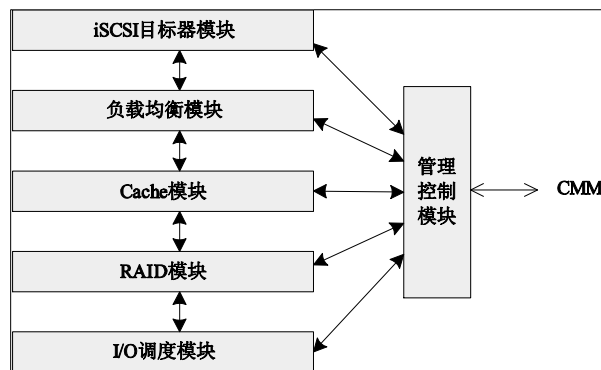 iSCSI目标器模块
负载均衡模块
Cache模块
RAID模块
I/O调度模块
管理
控制
模块
CMM